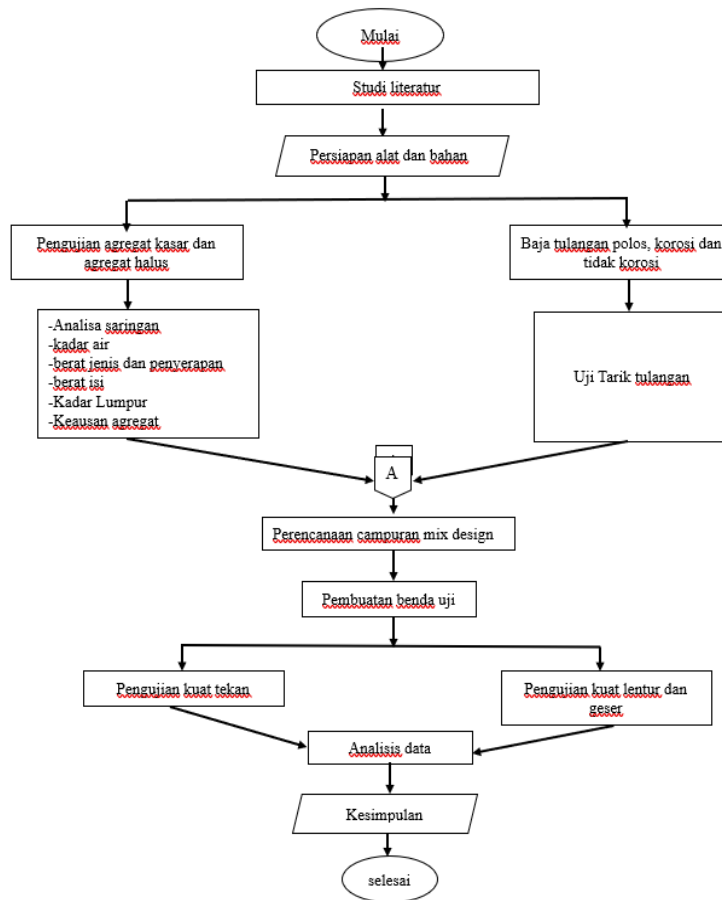 Mulai
Studi literatur
Persiapan alat dan bahan
Pengujian agregat kasar dan
agregat halus
Baja tulangan polos, korosi dan
tidak korosi
-Analisa saringan
-kadar air
-berat jenis dan penyerapan
-berat isi
-Kadar Lumpur
-Keausan agregat
Uji Tarik tulangan
A
Perencanaan campuran mix design
Pembuatan benda uji
Pengujian kuat tekan
Pengujian kuat lentur dan
geser
Analisis data
Kesimpulan
selesai